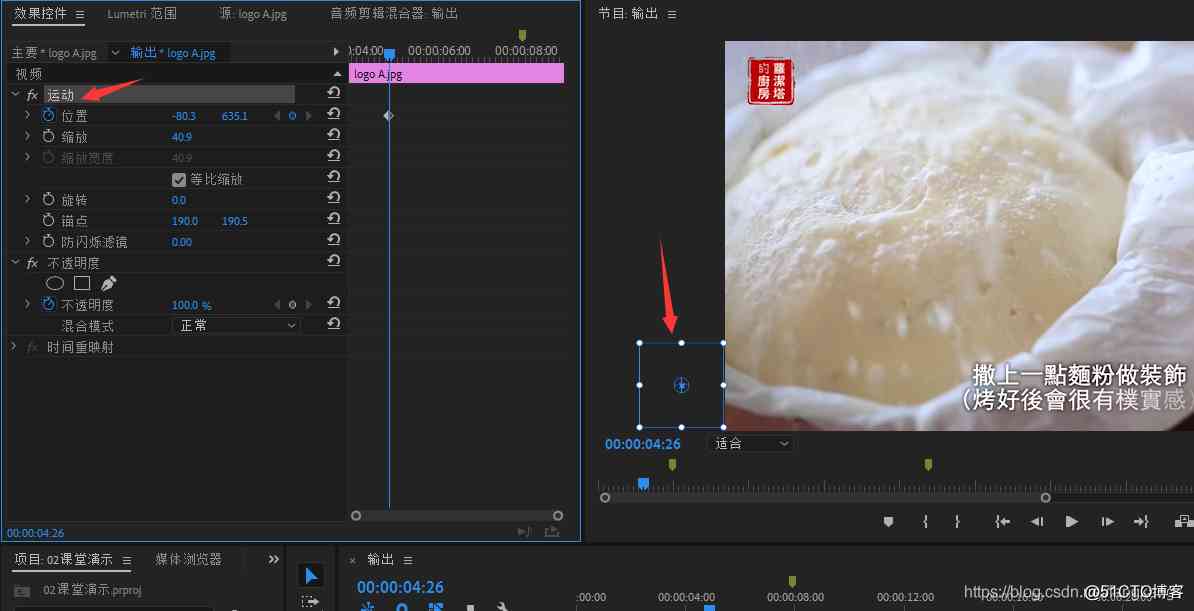 效果控件
Lumetri 范围
源: logo A.jpg
音频剪辑混合器: 输出
节目: 输出
主要 * logo A.jpg
输出 * logo A.jpg
):04:00
00:00:06:00
00:00:08:00
视频
logo A.jpg
fx 运动
位置 -80.3 635.1
缩放 40.9
缩放宽度 40.9
等比缩放
旋转 0.0
锚点 190.0 190.5
防闪烁滤镜 0.00
fx 不透明度
不透明度 100.0 %
混合模式 正常
fx 时间重映射
00:00:04:26
蘿潔塔
的廚房
撒上一點麵粉做裝飾
（烤好後會很有樸實感
00:00:04:26
适合
项目: 02课堂演示
媒体浏览器
02课堂演示.prproj
× 输出
00:00:04:26
:00:00
00:00:04:00
00:00:08:00
00:00:12:00
https://blog.csdn.
@51CTO博客